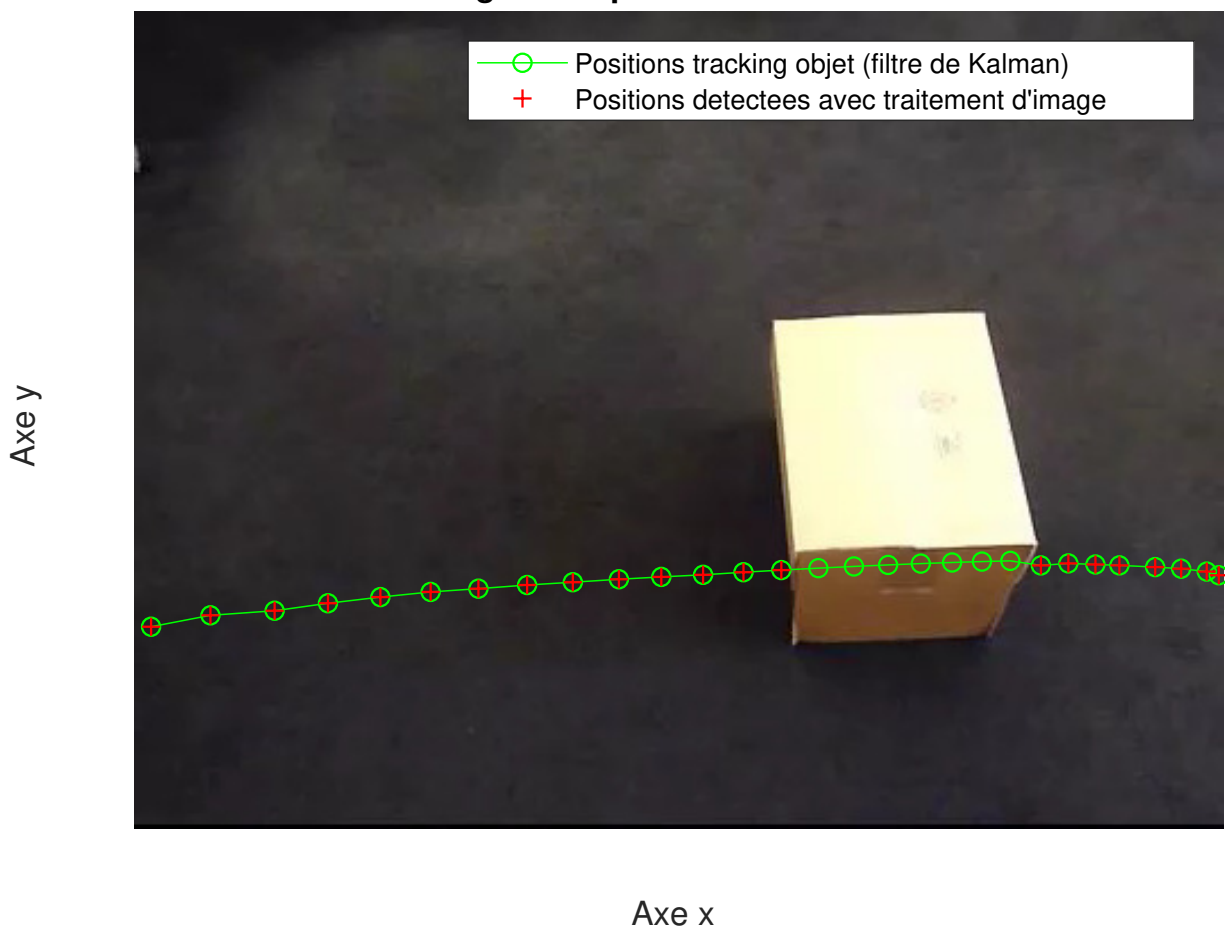 Positions tracking objet (filtre de Kalman)
Positions detectees avec traitement d'image
Axe y
Axe x